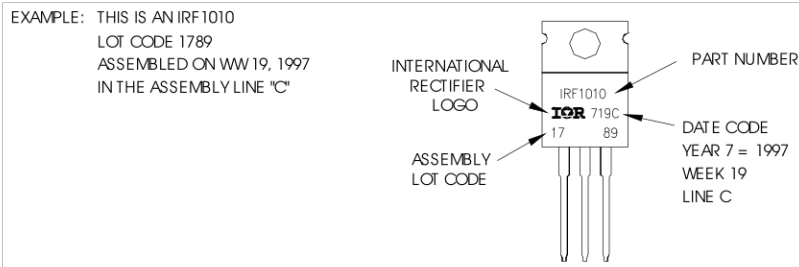 EXAMPLE: THIS IS AN IRF1010
LOT CODE 1789
ASSEMBLED ON WW 19, 1997
IN THE ASSEMBLY LINE "C"
INTERNATIONAL
RECTIFIER
LOGO
ASSEMBLY
LOT CODE
IRF1010
IOR 719C
17 89
PART NUMBER
DATE CODE
YEAR 7 = 1997
WEEK 19
LINE C